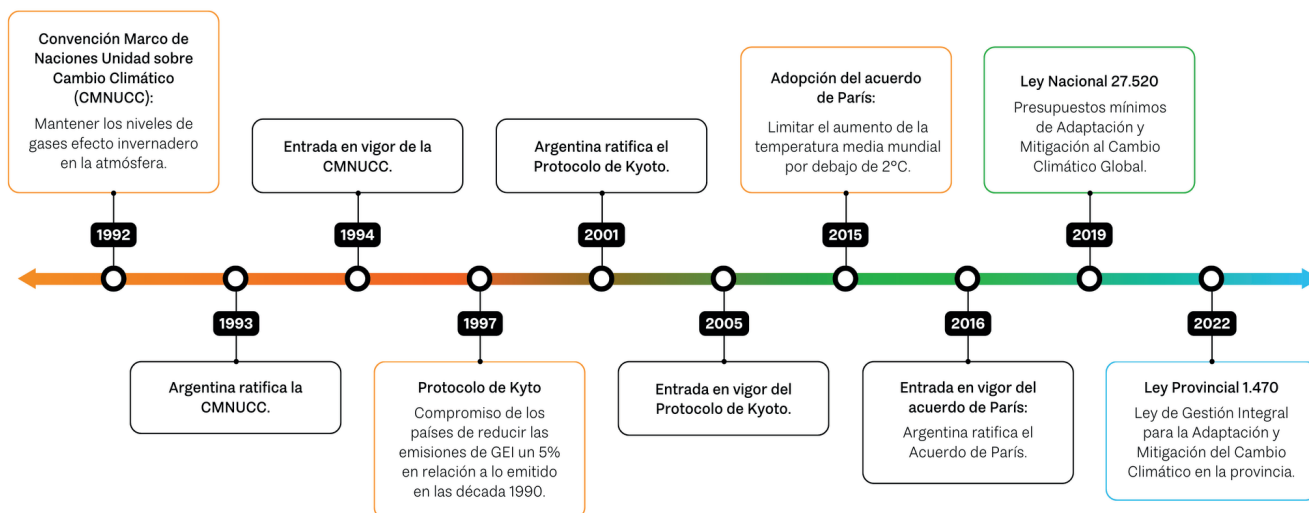 Convención Marco de
Naciones Unidad sobre
Cambio Climático
(CMNUCC):
Mantener los niveles de
gases efecto invernadero
en la atmósfera.
1992
Argentina ratifica la
CMNUCC.
1993
Entrada en vigor de la
CMNUCC.
1994
1997
Protocolo de Kyto
Compromiso de los
países de reducir las
emisiones de GEI un 5%
en relación a lo emitido
en las década 1990.
Argentina ratifica el
Protocolo de Kyoto.
2001
2005
Entrada en vigor del
Protocolo de Kyoto.
Adopción del acuerdo
de París:
Limitar el aumento de la
temperatura media mundial
por debajo de 2°C.
2015
2016
Entrada en vigor del
acuerdo de París:
Argentina ratifica el
Acuerdo de París.
Ley Nacional 27.520
Presupuestos mínimos
de Adaptación y
Mitigación al Cambio
Climático Global.
2019
2022
Ley Provincial 1.470
Ley de Gestión Integral
para la Adaptación y
Mitigación del Cambio
Climático en la provincia.